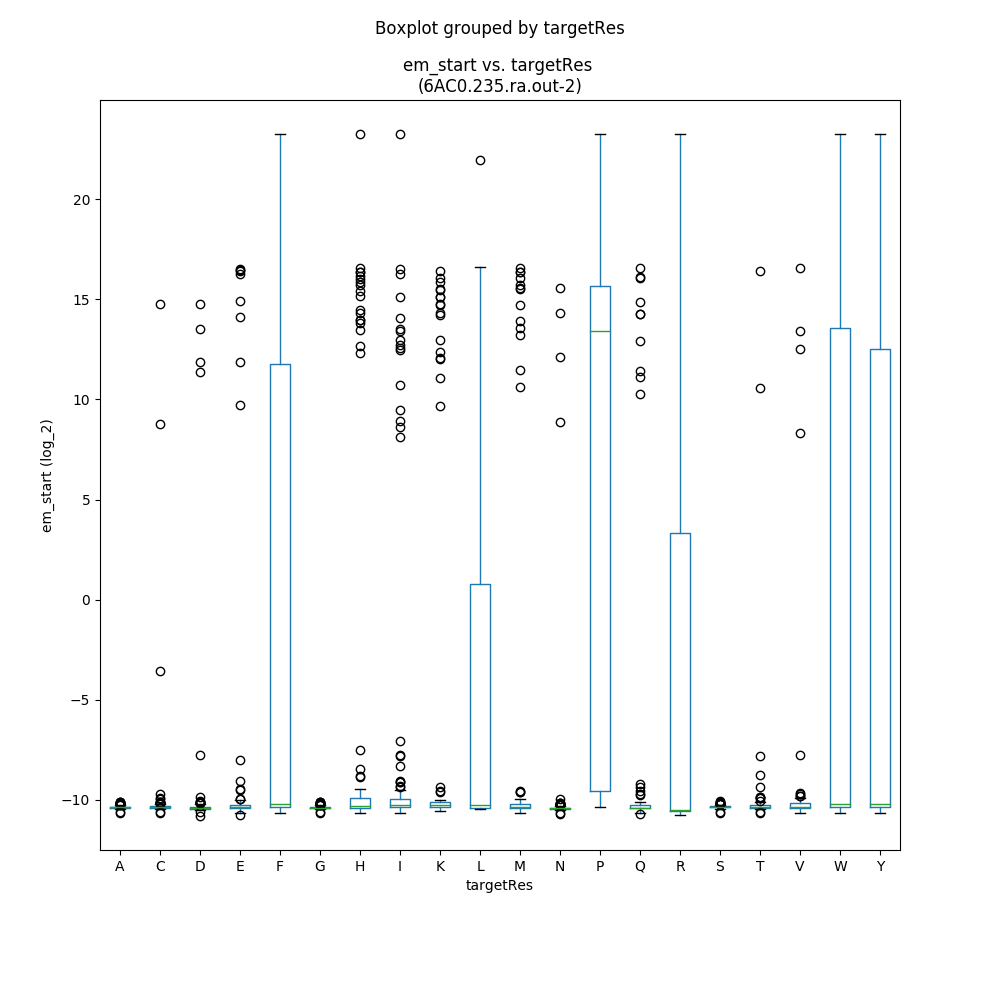 Boxplot grouped by targetRes
em_start vs. targetRes
(6AC0.235.ra.out-2)
em_start (log_2)
20
15
10
5
0
−5
−10
A C D E F G H I K L M N P Q R S T V W Y
targetRes